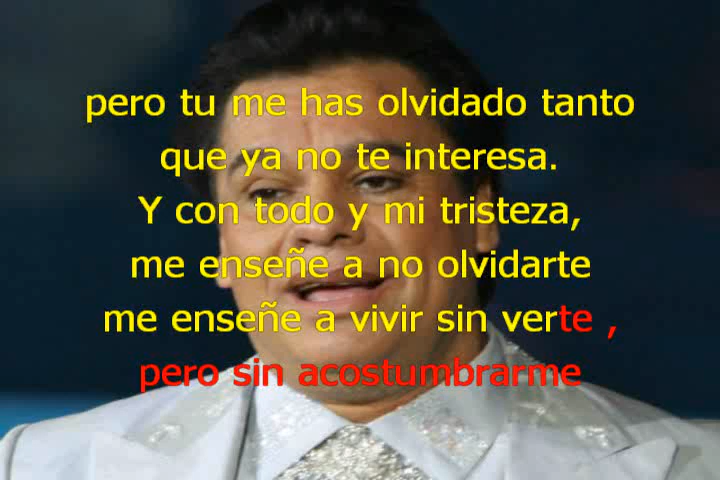 pero tu me has olvidado tanto
que ya no te interesa.
Y con todo y mi tristeza,
me enseñe a no olvidarte
me enseñe a vivir sin verte ,
pero sin acostumbrarme